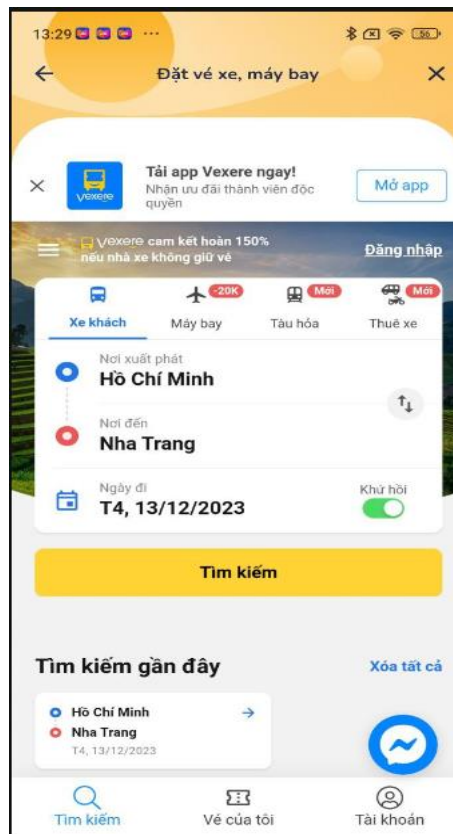 13:29 ... 56
Đặt vé xe, máy bay
Tải app Vexere ngay!
Nhận ưu đãi thành viên độc
quyền
vexere
Mở app
vexere cam kết hoàn 150%
nếu nhà xe không giữ vé
Đăng nhập
-20K Mới Mới
Xe khách Máy bay Tàu hỏa Thuê xe
Nơi xuất phát
Hồ Chí Minh
Nơi đến
Nha Trang
Ngày đi
T4, 13/12/2023
Khứ hồi
Tìm kiếm
Tìm kiếm gần đây
Xóa tất cả
Hồ Chí Minh
Nha Trang
T4, 13/12/2023
Tìm kiếm Vé của tôi Tài khoản